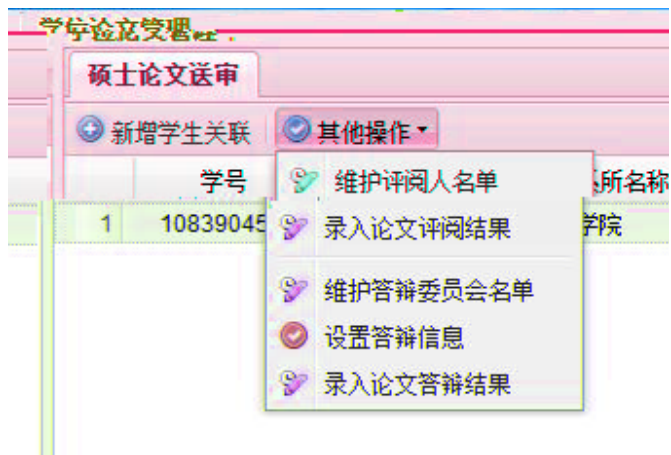 学位论文管理
硕士论文送审
新增学生关联 其他操作
学号 维护评阅人名单 所名称
1 10839045 录入论文评阅结果 学院
维护答辩委员会名单
设置答辩信息
录入论文答辩结果